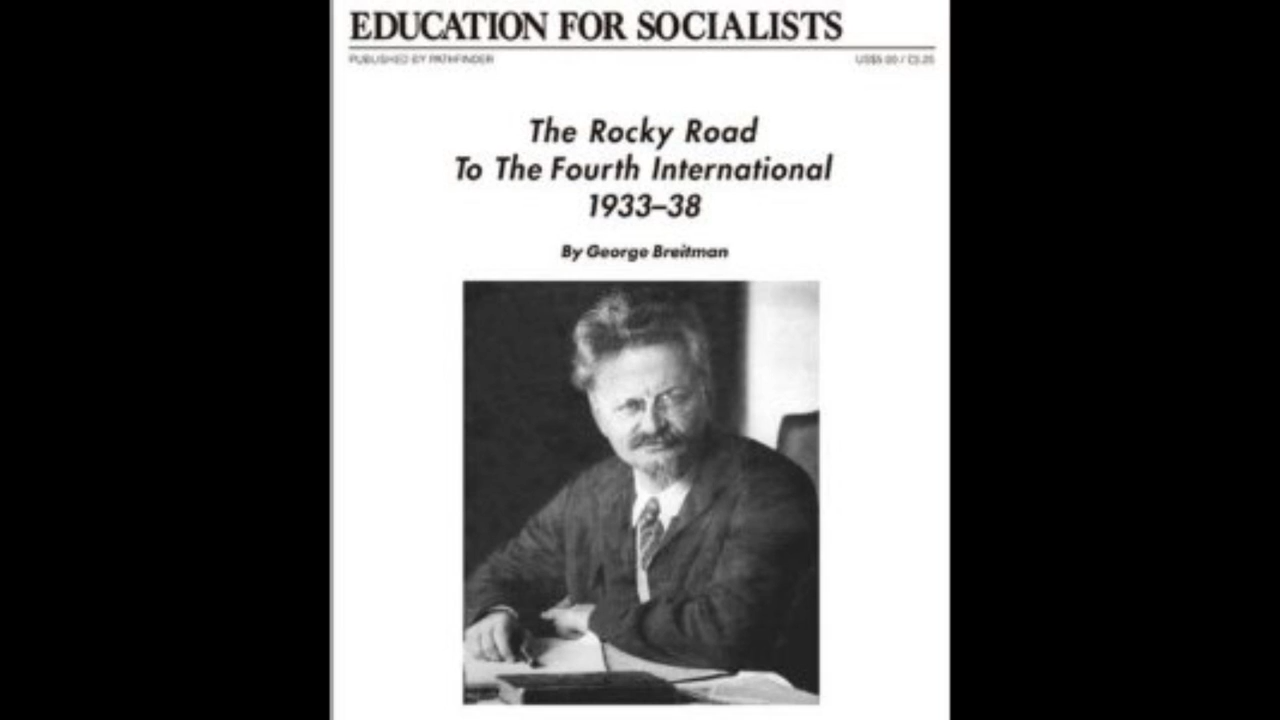 EDUCATION FOR SOCIALISTS
PUBLISHED BY PATHFINDER
The Rocky Road
To The Fourth International
1933–38
By George Breitman